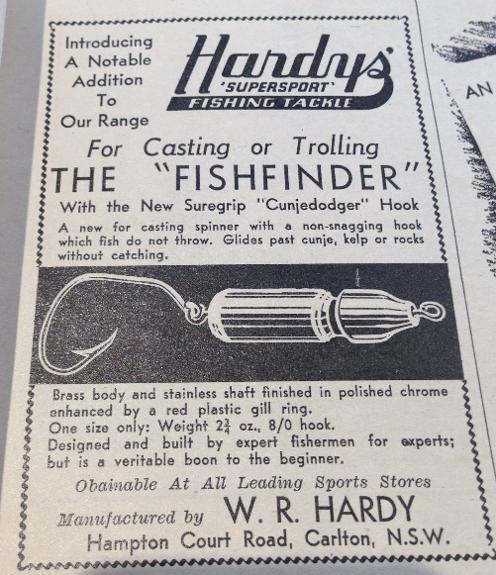 Introducing
A Notable
Addition
To
Our Range
Hardys'
'SUPERSPORT'
FISHING TACKLE
For Casting or Trolling
THE "FISHFINDER"
With the New Suregrip "Cunjedodger" Hook
A new for casting spinner with a non-snagging hook
which fish do not throw. Glides past cunje, kelp or rocks
without catching.
Brass body and stainless shaft finished in polished chrome
enhanced by a red plastic gill ring.
One size only: Weight 2¾ oz., 8/0 hook.
Designed and built by expert fishermen for experts;
but is a veritable boon to the beginner.
Obainable At All Leading Sports Stores
Manufactured by W. R. HARDY
Hampton Court Road, Carlton, N.S.W.
AN